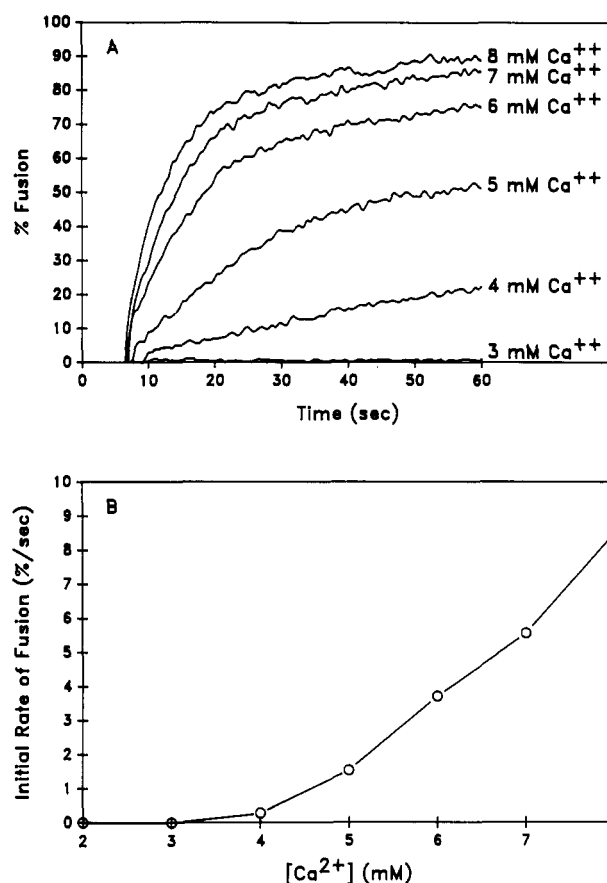 A
100
90
80
70
60
50
40
30
20
10
0
% Fusion
8 mM Ca++
7 mM Ca++
6 mM Ca++
5 mM Ca++
4 mM Ca++
3 mM Ca++
0 10 20 30 40 50 60
Time (sec)
B
10
9
8
7
6
5
4
3
2
1
0
Initial Rate of Fusion (%/sec)
2 3 4 5 6 7
[Ca2+] (mM)